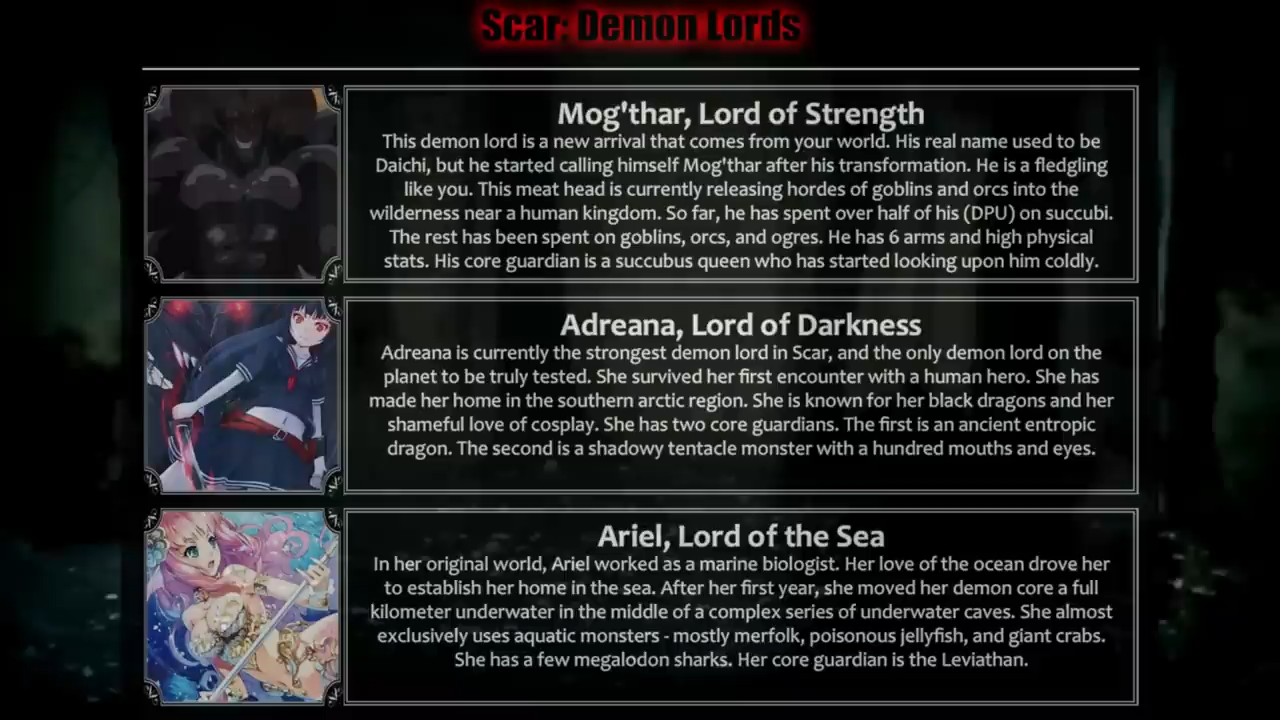 Scar: Demon Lords
Mog'thar, Lord of Strength
This demon lord is a new arrival that comes from your world. His real name used to be
Daichi, but he started calling himself Mog'thar after his transformation. He is a fledgling
like you. This meat head is currently releasing hordes of goblins and orcs into the
wilderness near a human kingdom. So far, he has spent over half of his (DPU) on succubi.
The rest has been spent on goblins, orcs, and ogres. He has 6 arms and high physical
stats. His core guardian is a succubus queen who has started looking upon him coldly.
Adreana, Lord of Darkness
Adreana is currently the strongest demon lord in Scar, and the only demon lord on the
planet to be truly tested. She survived her first encounter with a human hero. She has
made her home in the southern arctic region. She is known for her black dragons and her
shameful love of cosplay. She has two core guardians. The first is an ancient entropic
dragon. The second is a shadowy tentacle monster with a hundred mouths and eyes.
Ariel, Lord of the Sea
In her original world, Ariel worked as a marine biologist. Her love of the ocean drove her
to establish her home in the sea. After her first year, she moved her demon core a full
kilometer underwater in the middle of a complex series of underwater caves. She almost
exclusively uses aquatic monsters - mostly merfolk, poisonous jellyfish, and giant crabs.
She has a few megalodon sharks. Her core guardian is the Leviathan.